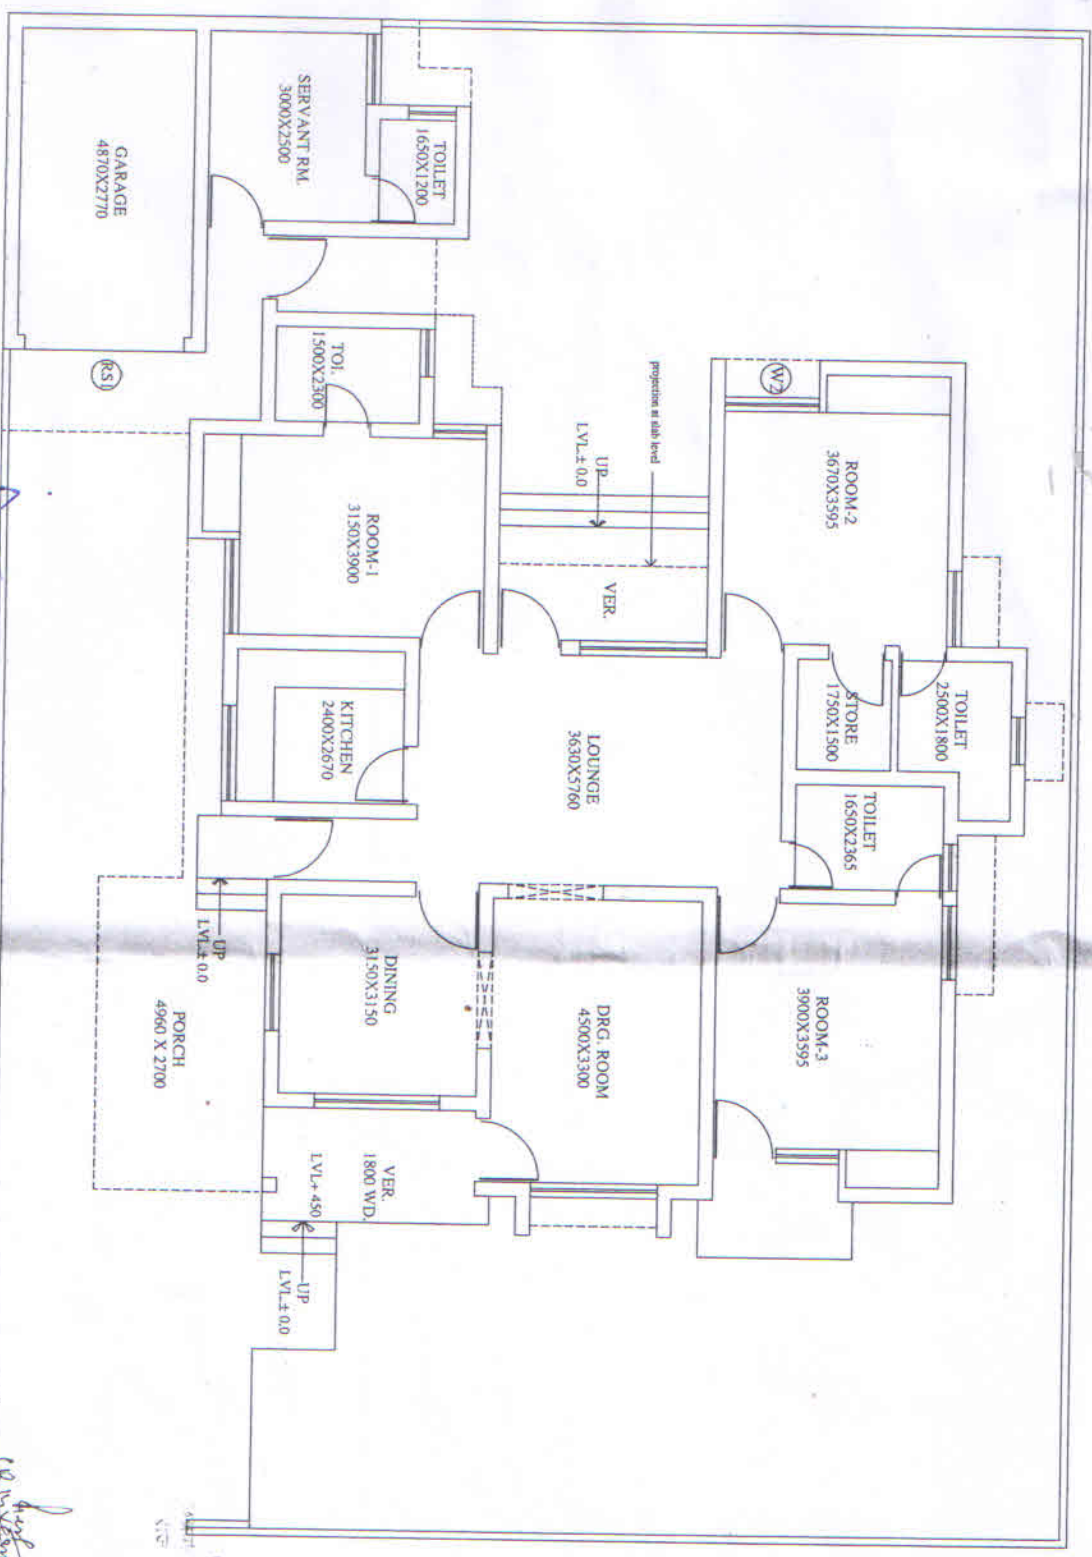 ROOM-2
3670X3595
TOILET
2500X1800
STORE
1750X1500
TOILET
1650X2365
ROOM-3
3900X3595
W2
projection at slab level
UP
LVL.± 0.0
VER.
LOUNGE
3630X5760
DRG. ROOM
4500X3300
TOILET
1650X1200
SERVANT RM.
3000X2500
TOI.
1500X2300
ROOM-1
3150X3900
KITCHEN
2400X2670
DINING
3150X3150
VER.
1800 WD.
LVL+ 450
UP
LVL.± 0.0
UP
LVL.± 0.0
GARAGE
4870X2770
RS1
PORCH
4960 X 2700